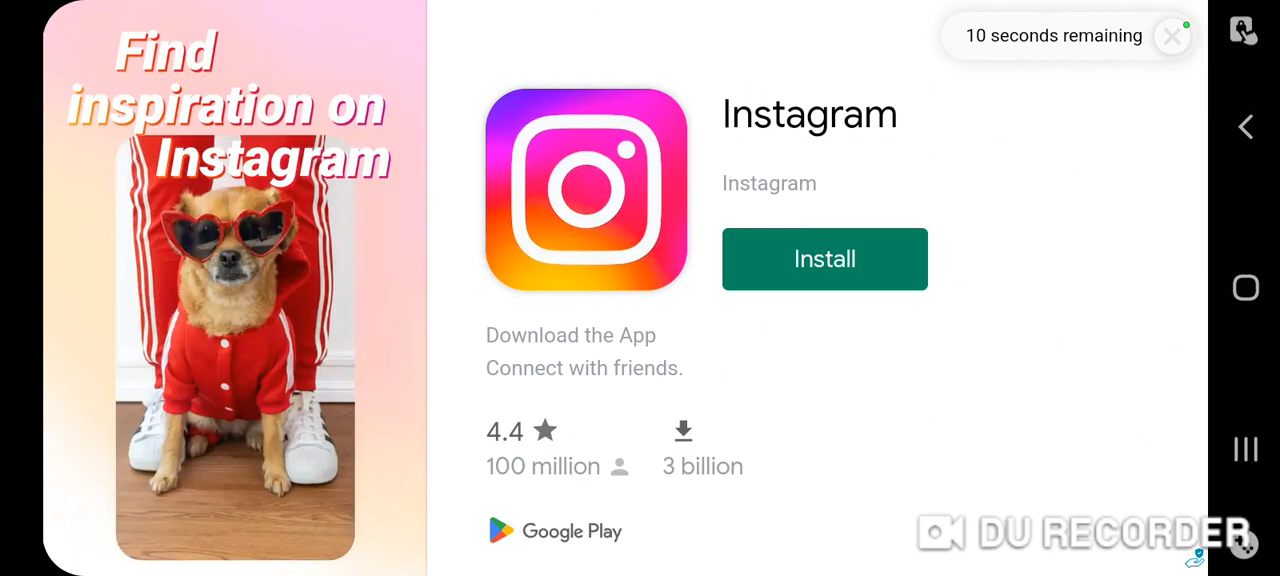 Find
inspiration on
Instagram
10 seconds remaining
Instagram
Instagram
Install
Download the App
Connect with friends.
4.4
100 million
3 billion
Google Play
DU RECORDER